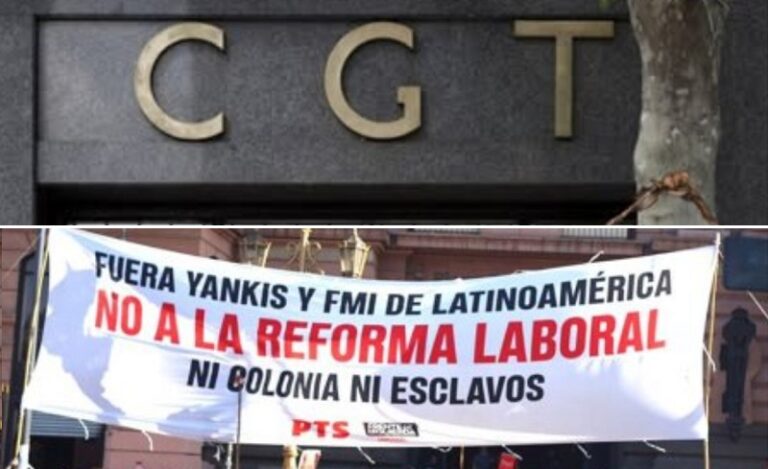 CGT
FUERA YANKIS Y FMI DE LATINOAMÉRICA
NO A LA REFORMA LABORAL
NI COLONIA NI ESCLAVOS
PTS